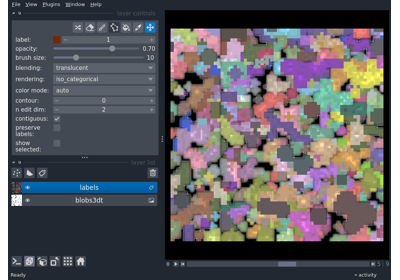 File View Plugins Window Help
layer controls
label: 1
opacity: 0.70
brush size: 10
blending: translucent
rendering: iso_categorical
color mode: auto
contour: 0
n edit dim: 2
contiguous:
preserve
labels:
show
selected:
layer list
labels
blobs3dt
Ready
activity